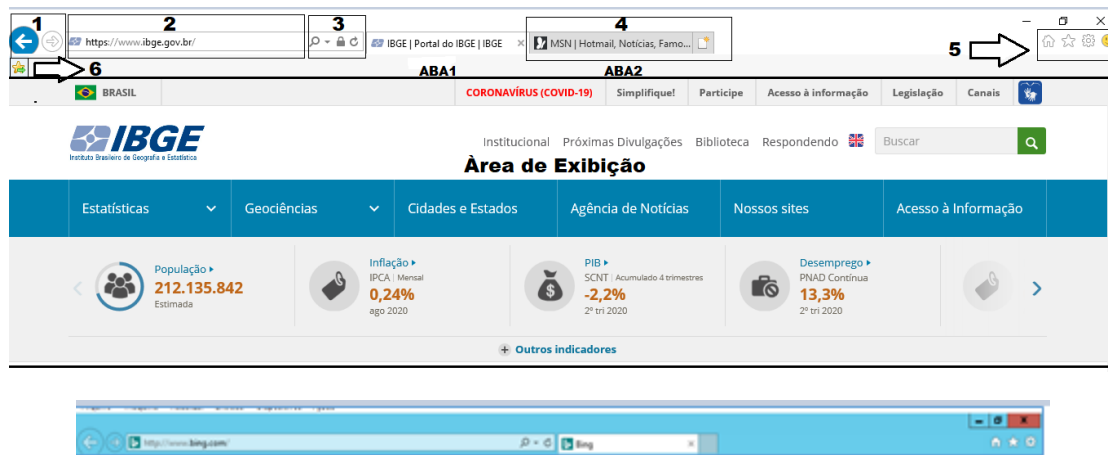 1 2 3 4
https://www.ibge.gov.br/ IBGE | Portal do IBGE | IBGE × MSN | Hotmail, Notícias, Famo...
5
6 ABA1 ABA2
BRASIL CORONAVÍRUS (COVID-19) Simplifique! Participe Acesso à informação Legislação Canais
IBGE
Instituto Brasileiro de Geografia e Estatística
Institucional Próximas Divulgações Biblioteca Respondendo Buscar
Àrea de Exibição
Estatísticas Geociências Cidades e Estados Agência de Notícias Nossos sites Acesso à Informação
População
212.135.842
Estimada
Inflação
IPCA | Mensal
0,24%
ago 2020
PIB
SCNT | Acumulado 4 trimestres
-2,2%
2º tri 2020
Desemprego
PNAD Contínua
13,3%
2º tri 2020
+ Outros indicadores
http://www.bing.com/ Bing ×